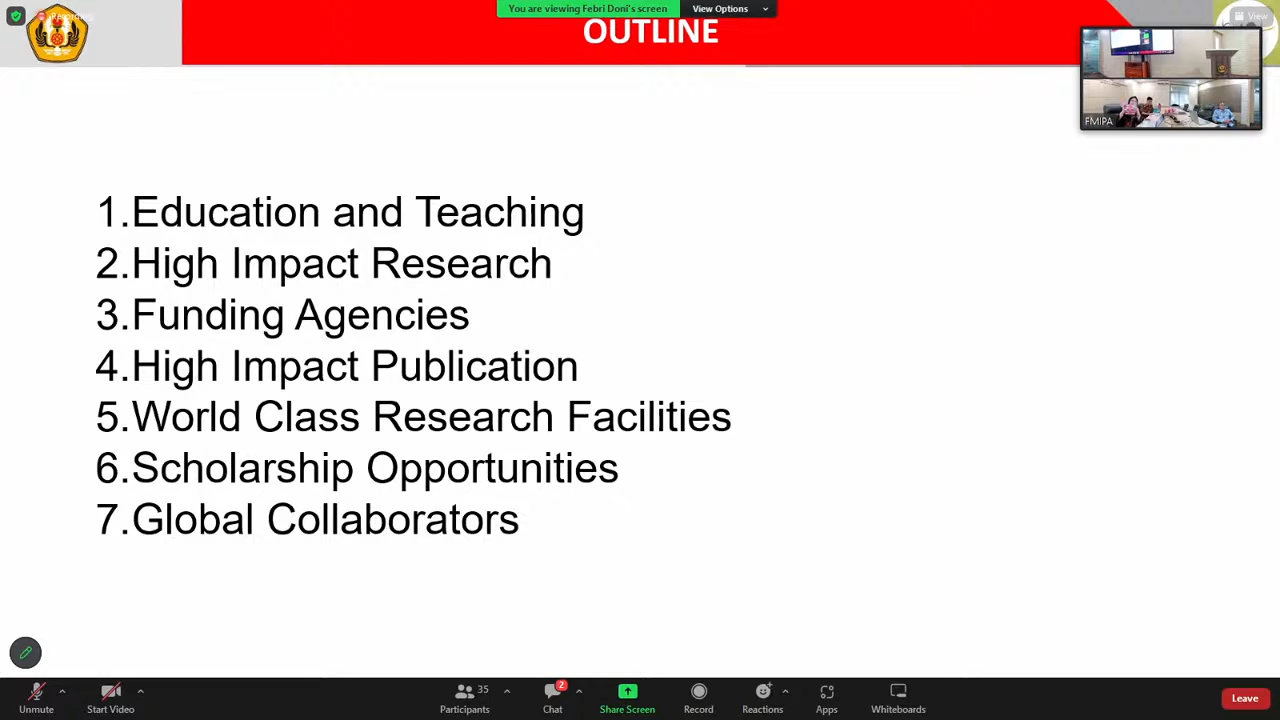 You are viewing Febri Doni's screen
View Options
View
OUTLINE
FMIPA
1.Education and Teaching
2.High Impact Research
3.Funding Agencies
4.High Impact Publication
5.World Class Research Facilities
6.Scholarship Opportunities
7.Global Collaborators
Unmute
Start Video
35
Participants
2
Chat
Share Screen
Record
Reactions
Apps
Whiteboards
Leave